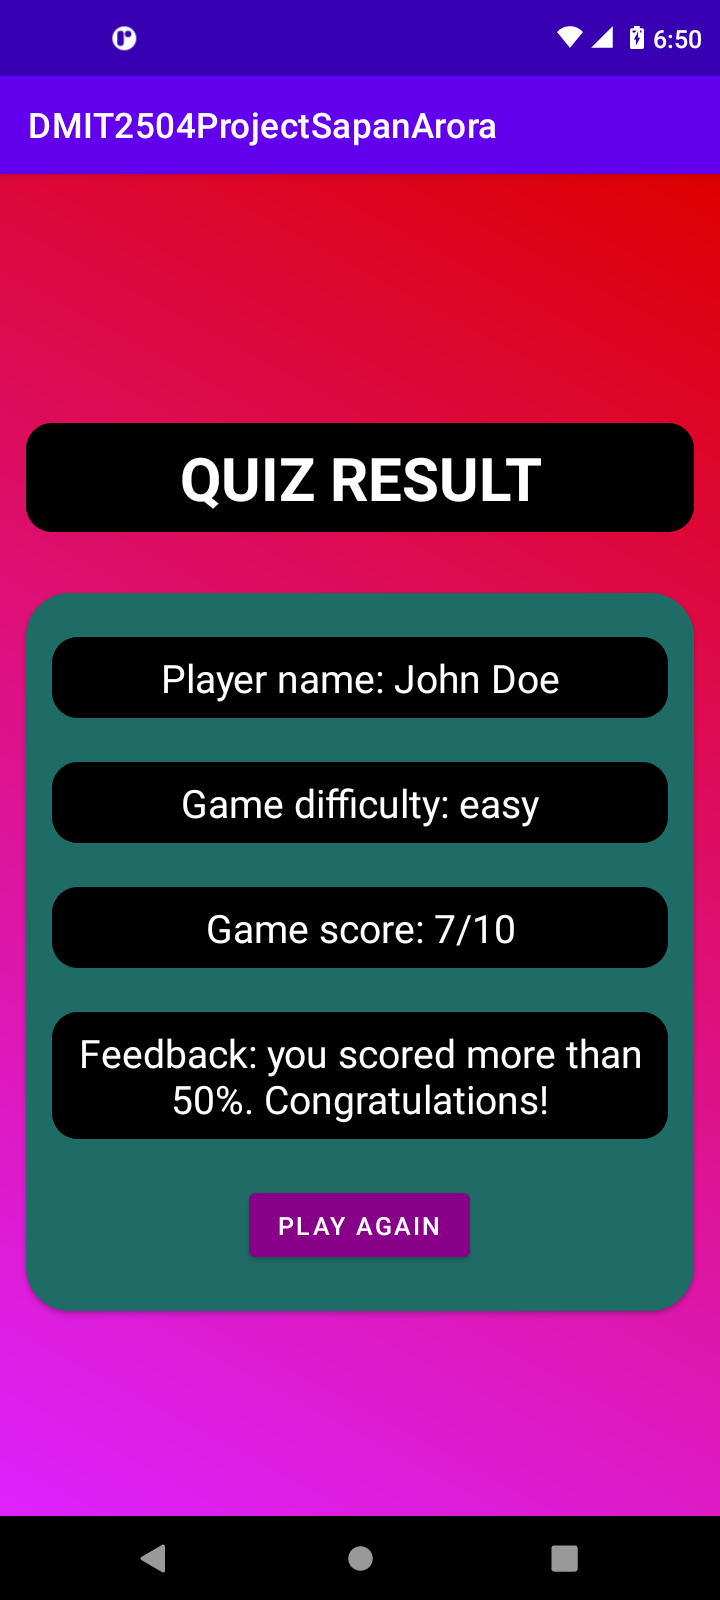 6:50
DMIT2504ProjectSapanArora
QUIZ RESULT
Player name: John Doe
Game difficulty: easy
Game score: 7/10
Feedback: you scored more than
50%. Congratulations!
PLAY AGAIN